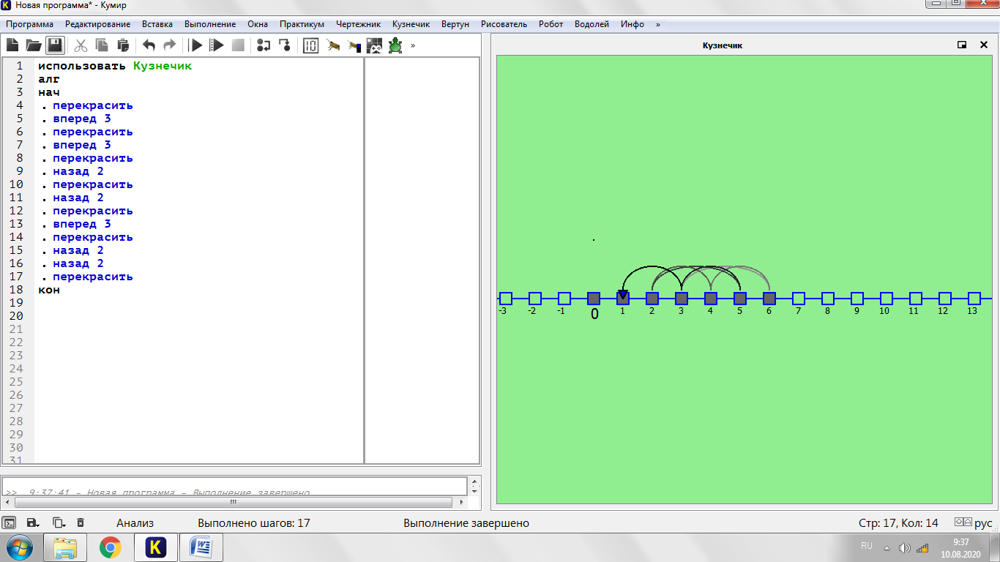 Новая программа* - Кумир
Программа Редактирование Вставка Выполнение Окна Практикум Чертежник Кузнечик Вертун Рисователь Робот Водолей Инфо »
»
Кузнечик
1 использовать Кузнечик
2 алг
3 нач
4 . перекрасить
5 . вперед 3
6 . перекрасить
7 . вперед 3
8 . перекрасить
9 . назад 2
10 . перекрасить
11 . назад 2
12 . перекрасить
13 . вперед 3
14 . перекрасить
15 . назад 2
16 . назад 2
17 . перекрасить
18 кон
19
20
21
22
23
24
25
26
27
28
29
30
31
-3 -2 -1 0 1 2 3 4 5 6 7 8 9 10 11 12 13
>> 9:37:41 - Новая программа - Выполнение завершено
Анализ Выполнено шагов: 17 Выполнение завершено Стр: 17, Кол: 14 рус
RU 9:37
10.08.2020